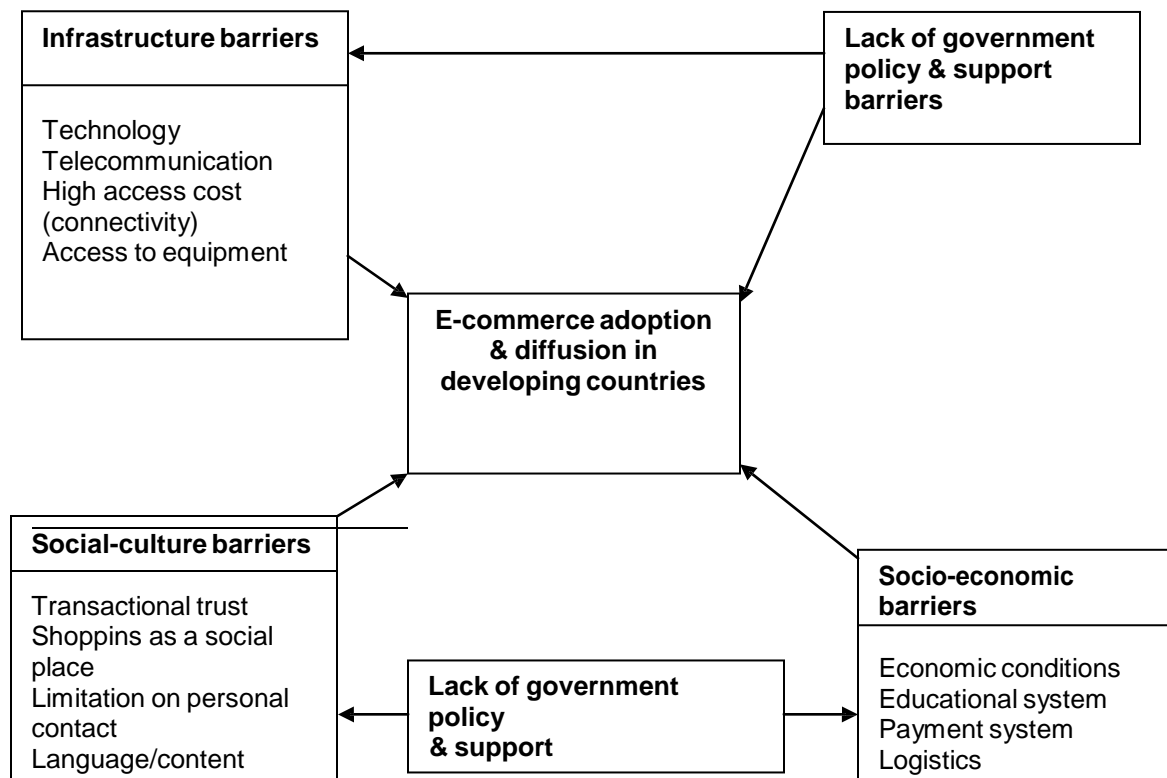 Infrastructure barriers
Technology
Telecommunication
High access cost
(connectivity)
Access to equipment
Lack of government
policy & support
barriers
E-commerce adoption
& diffusion in
developing countries
Social-culture barriers
Transactional trust
Shoppins as a social
place
Limitation on personal
contact
Language/content
Lack of government
policy
& support
Socio-economic
barriers
Economic conditions
Educational system
Payment system
Logistics